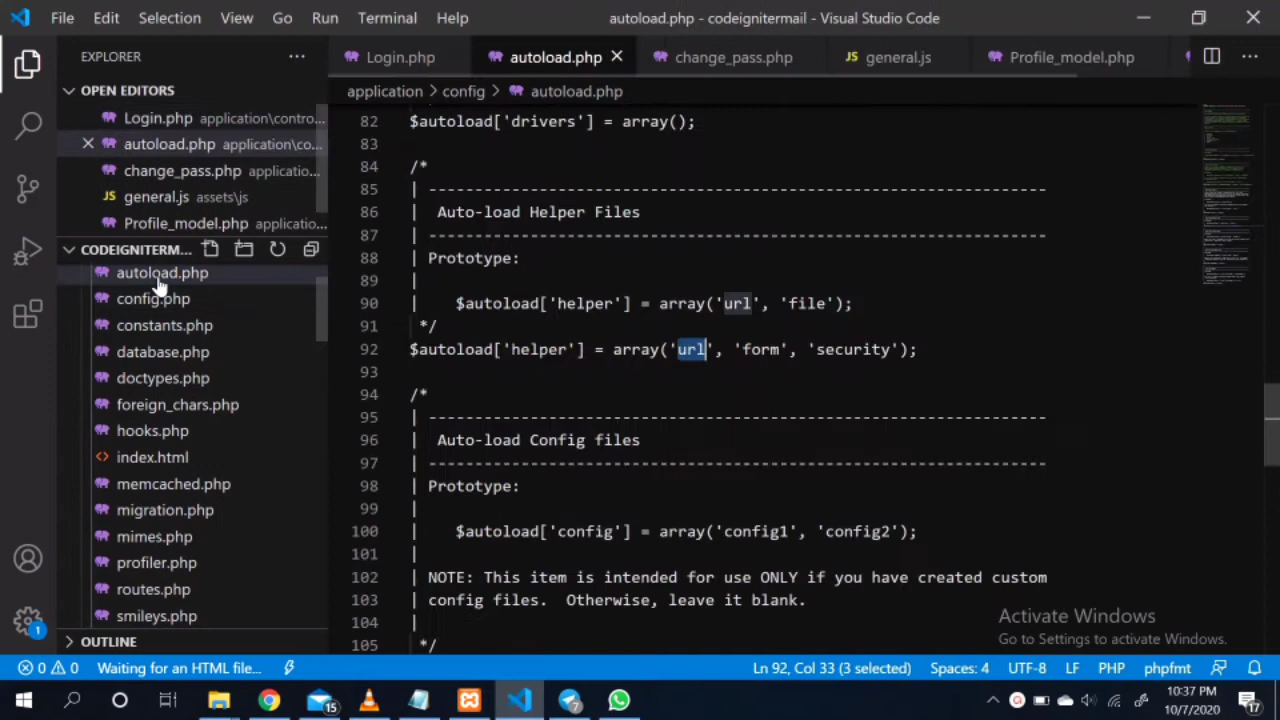 File Edit Selection View Go Run Terminal Help autoload.php - codeignitermail - Visual Studio Code
EXPLORER
Login.php autoload.php change_pass.php JS general.js Profile_model.php
OPEN EDITORS
application > config > autoload.php
Login.php application\contro...
autoload.php application\co...
change_pass.php applicatio...
JS general.js assets\js
Profile_model.php applicatio...
CODEIGNITERM...
autoload.php
config.php
constants.php
database.php
doctypes.php
foreign_chars.php
hooks.php
<> index.html
memcached.php
migration.php
mimes.php
profiler.php
routes.php
smileys.php
OUTLINE
82 $autoload['drivers'] = array();
83
84 /*
85 | -------------------------------------------------------------------
86 | Auto-load Helper Files
87 | -------------------------------------------------------------------
88 | Prototype:
89 |
90 | $autoload['helper'] = array('url', 'file');
91 */
92 $autoload['helper'] = array('url', 'form', 'security');
93
94 /*
95 | -------------------------------------------------------------------
96 | Auto-load Config files
97 | -------------------------------------------------------------------
98 | Prototype:
99 |
100 | $autoload['config'] = array('config1', 'config2');
101 |
102 | NOTE: This item is intended for use ONLY if you have created custom
103 | config files. Otherwise, leave it blank.
104 |
105 */
Activate Windows
Go to Settings to activate Windows.
1
0 0 Waiting for an HTML file... Ln 92, Col 33 (3 selected) Spaces: 4 UTF-8 LF PHP phpfmt
15
7
10:37 PM
10/7/2020
17